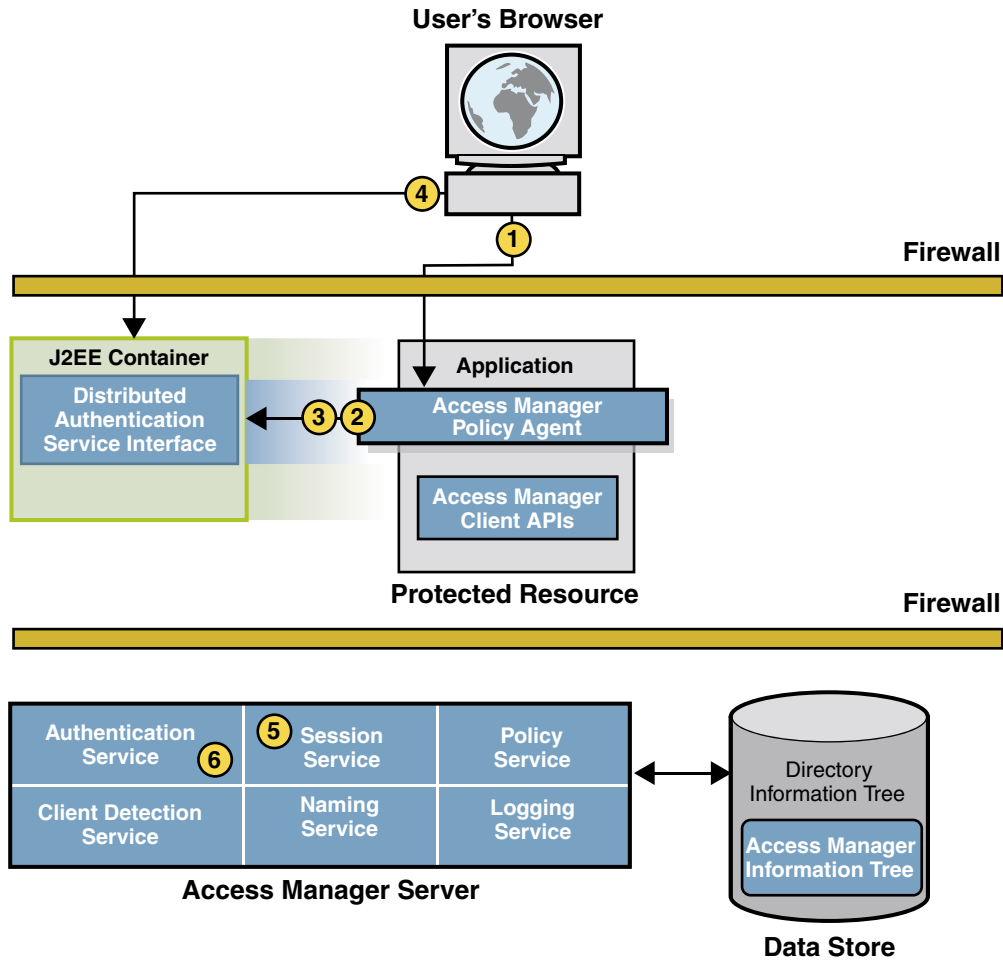 User's Browser
4
1
Firewall
J2EE Container
Distributed
Authentication
Service Interface
3
2
Application
Access Manager
Policy Agent
Access Manager
Client APIs
Protected Resource
Firewall
Authentication
Service
6
5
Session
Service
Policy
Service
Client Detection
Service
Naming
Service
Logging
Service
Access Manager Server
Directory
Information Tree
Access Manager
Information Tree
Data Store